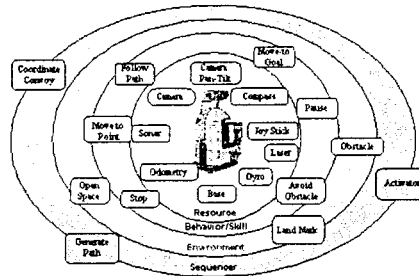 Coordinate
Convoy
Follow
Path
Camera
Pan-Tilt
Move to
Goal
Camera
Compass
Pause
Move to
Point
Sonar
Joy Stick
Laser
Obstacle
Odometry
Gyro
Base
Open
Space
Stop
Avoid
Obstacle
Activator
Resource
Behavior/Skill
Land Mark
Generate
Path
Environment
Sequencer